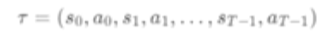 τ = (s₀, a₀, s₁, a₁, . . . , s_{T−1}, a_{T−1})